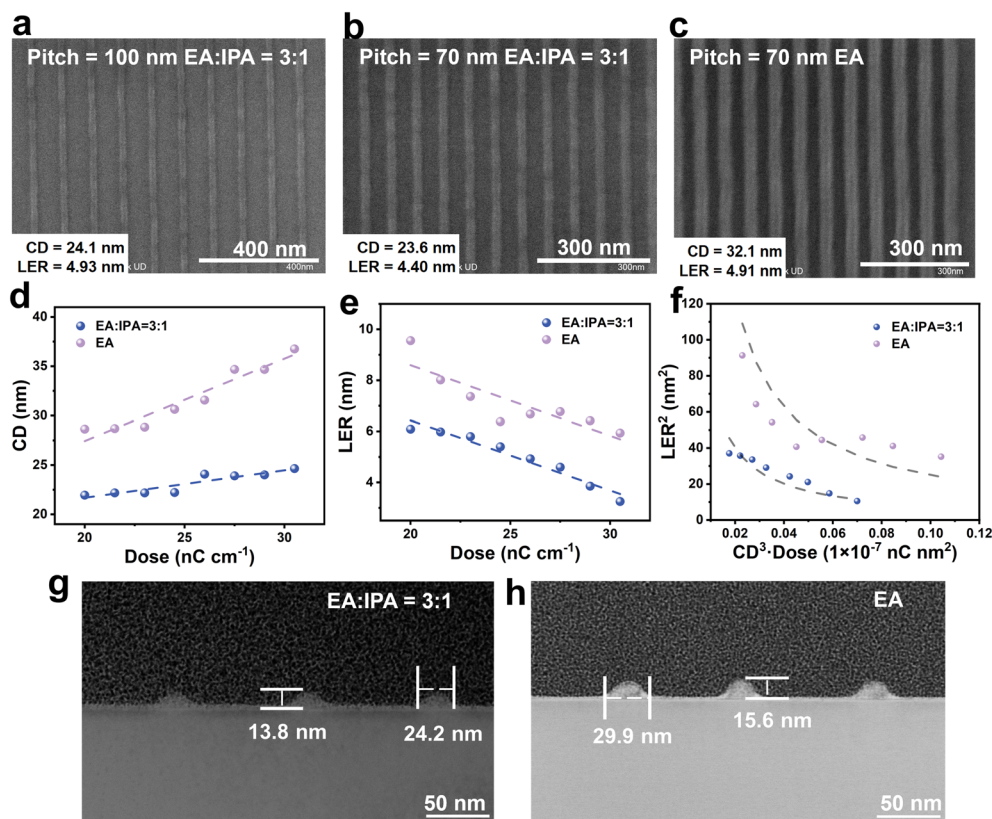 a
Pitch = 100 nm EA:IPA = 3:1
CD = 24.1 nm
LER = 4.93 nm
x UD
400 nm
400nm
b
Pitch = 70 nm EA:IPA = 3:1
CD = 23.6 nm
LER = 4.40 nm
x UD
300 nm
300nm
c
Pitch = 70 nm EA
CD = 32.1 nm
LER = 4.91 nm
x UD
300 nm
300nm
d
40
35
30
25
22
CD (nm)
EA:IPA=3:1
EA
20
25
30
Dose (nC cm⁻¹)
e
10
8
6
4
LER (nm)
EA:IPA=3:1
EA
20
25
30
Dose (nC cm⁻¹)
f
120
100
80
60
40
20
0
LER² (nm²)
EA:IPA=3:1
EA
0.02
0.04
0.06
0.08
0.10
0.12
CD³·Dose (1×10⁻⁷ nC nm²)
g
EA:IPA = 3:1
13.8 nm
24.2 nm
50 nm
h
EA
29.9 nm
15.6 nm
50 nm